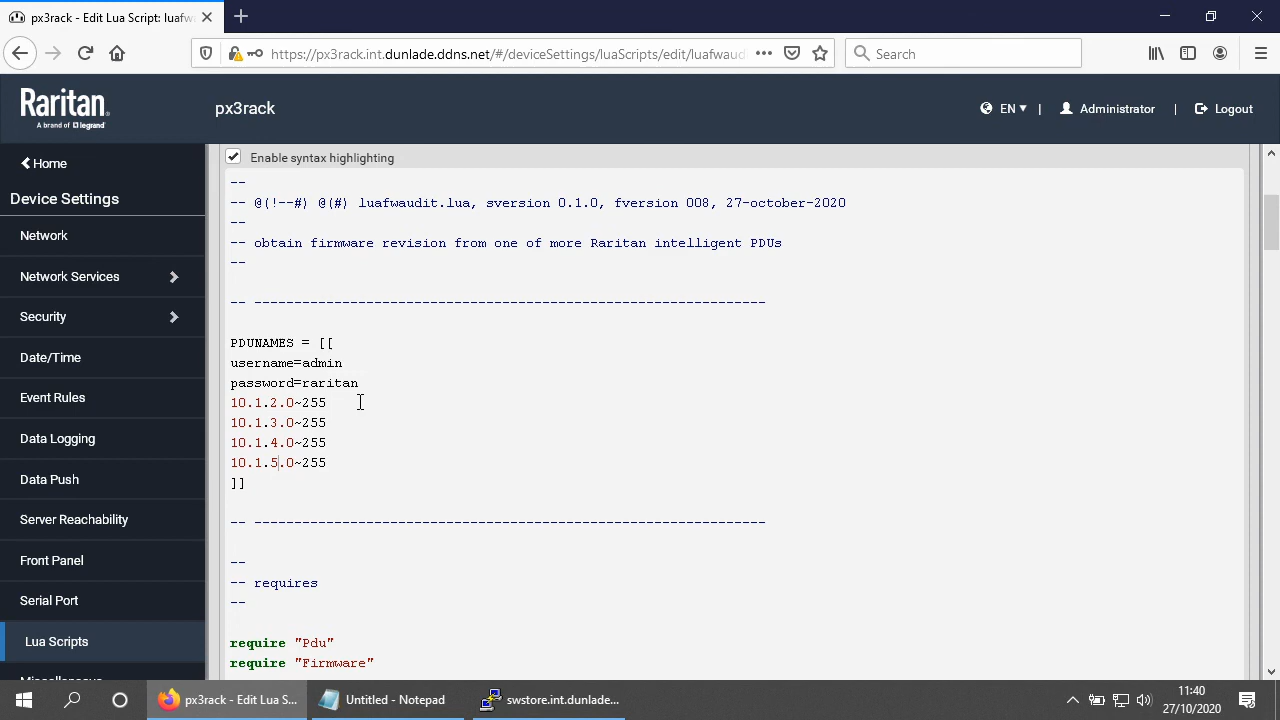 px3rack - Edit Lua Script: luafwa
https://px3rack.int.dunlade.ddns.net/#/deviceSettings/luaScripts/edit/luafwaud
Search
Raritan.
A brand of legrand
px3rack
EN
Administrator
Logout
Home
Device Settings
Network
Network Services
Security
Date/Time
Event Rules
Data Logging
Data Push
Server Reachability
Front Panel
Serial Port
Lua Scripts
Miscellaneous
Enable syntax highlighting
--
-- @(!--#) @(#) luafwaudit.lua, sversion 0.1.0, fversion 008, 27-october-2020
--
-- obtain firmware revision from one of more Raritan intelligent PDUs
--
-- ----------------------------------------------------------------
PDUNAMES = [[
username=admin
password=raritan
10.1.2.0~255
10.1.3.0~255
10.1.4.0~255
10.1.5.0~255
]]
-- ----------------------------------------------------------------
--
-- requires
--
require "Pdu"
require "Firmware"
px3rack - Edit Lua S...
Untitled - Notepad
swstore.int.dunlade...
11:40
27/10/2020